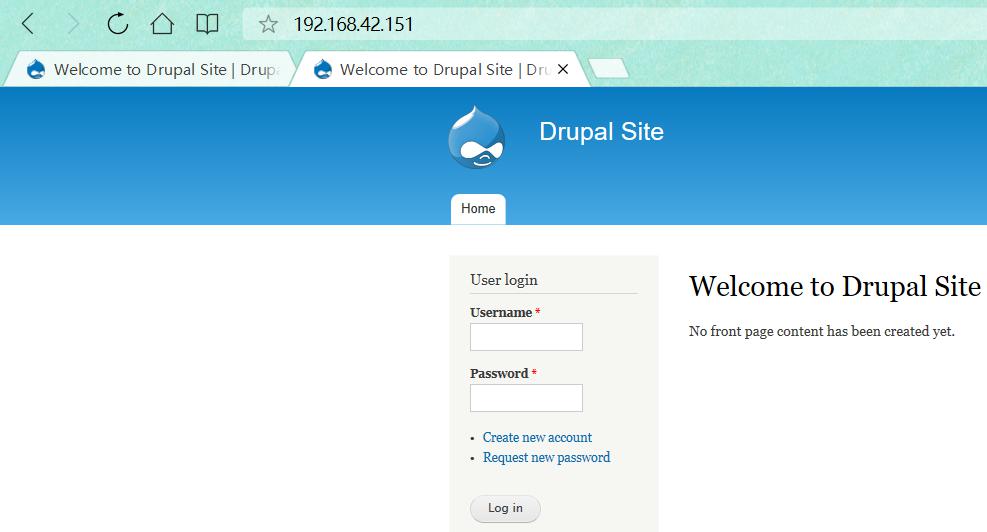 192.168.42.151
Welcome to Drupal Site | Drupa
Welcome to Drupal Site | Dru
Drupal Site
Home
User login
Username *
Password *
Create new account
Request new password
Log in
Welcome to Drupal Site
No front page content has been created yet.